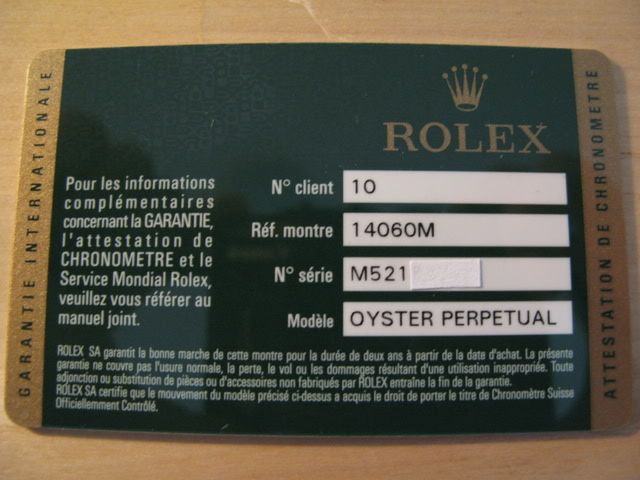 ROLEX
GARANTIE INTERNATIONALE
Pour les informations
complémentaires
concernant la GARANTIE,
l'attestation de
CHRONOMETRE et le
Service Mondial Rolex,
veuillez vous référer au
manuel joint.
N° client 10
Réf. montre 14060M
N° série M521
Modèle OYSTER PERPETUAL
ATTESTATION DE CHRONOMETRE
ROLEX SA garantit la bonne marche de cette montre pour la durée de deux ans à partir de la date d'achat. La présente
garantie ne couvre pas l'usure normale, la perte, le vol ou les dommages résultant d'une utilisation inappropriée. Toute
adjonction ou substitution de pièces ou d'accessoires non fabriqués par ROLEX entraîne la fin de la garantie.
ROLEX SA certifie que le mouvement du modèle précisé ci-dessus a acquis le droit de porter le titre de Chronomètre Suisse
Officiellement Contrôlé.